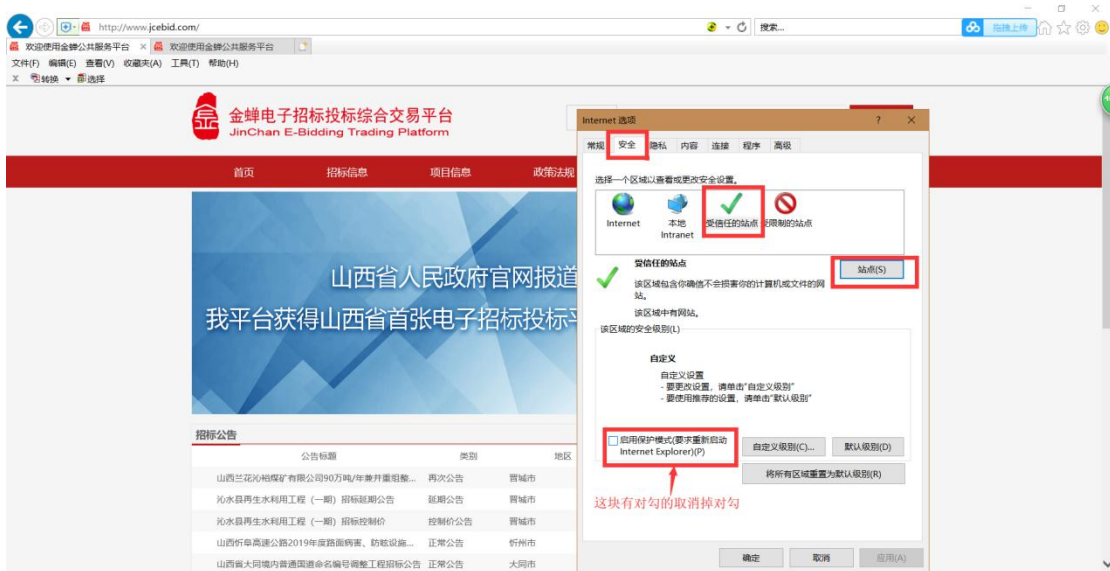 http://www.jcebid.com/
搜索...
拖拽上传
欢迎使用金蝉公共服务平台
欢迎使用金蝉公共服务平台
文件(F) 编辑(E) 查看(V) 收藏夹(A) 工具(T) 帮助(H)
x 转换 选择
金蝉电子招标投标综合交易平台
JinChan E-Bidding Trading Platform
首页 招标信息 项目信息 政策法规
山西省人民政府官网报道
我平台获得山西省首张电子招标投标
招标公告
公告标题 类别 地区
山西兰花沁裕煤矿有限公司90万吨/年兼并重组整... 再次公告 晋城市
沁水县再生水利用工程（一期）招标延期公告 延期公告 晋城市
沁水县再生水利用工程（一期）招标控制价 控制价公告 晋城市
山西忻阜高速公路2019年度路面病害、防眩设施... 正常公告 忻州市
山西省大同境内普通国道命名编号调整工程招标公告 正常公告 大同市
Internet 选项 ?
常规 安全 隐私 内容 连接 程序 高级
选择一个区域以查看或更改安全设置。
Internet 本地 Intranet 受信任的站点 受限制的站点
受信任的站点
站点(S)
该区域包含你确信不会损害你的计算机或文件的网
站。
该区域中有网站。
该区域的安全级别(L)
自定义
自定义设置
- 要更改设置，请单击"自定义级别"
- 要使用推荐的设置，请单击"默认级别"
启用保护模式(要求重新启动
Internet Explorer)(P)
自定义级别(C)... 默认级别(D)
将所有区域重置为默认级别(R)
这块有对勾的取消掉对勾
确定 取消 应用(A)